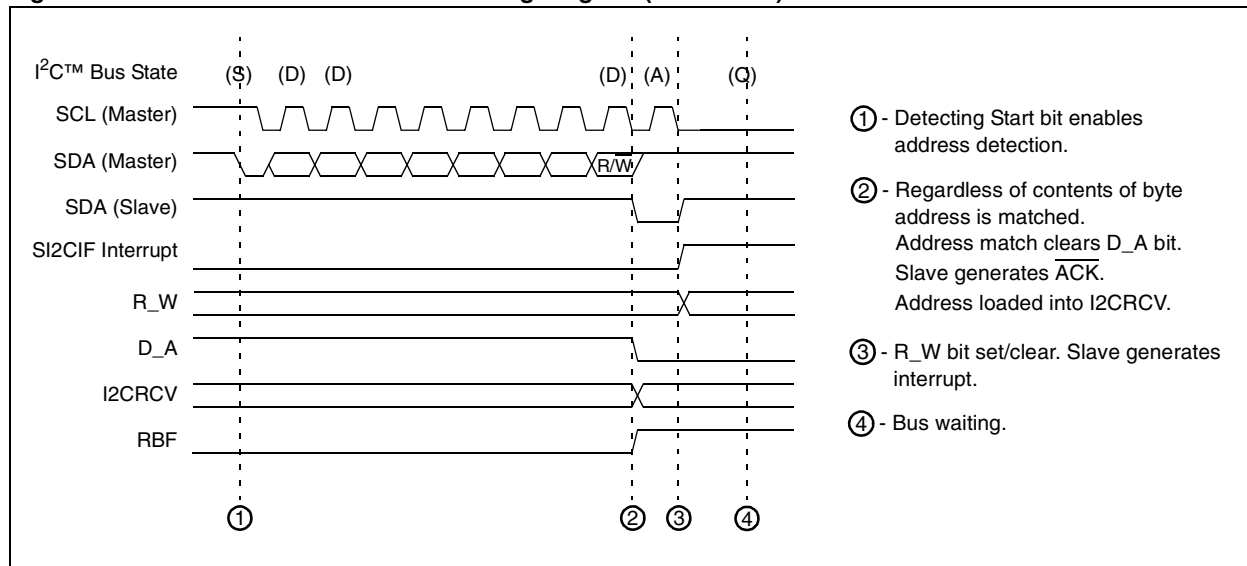 I²C™ Bus State (S) (D) (D) (D) (A) (Q)
SCL (Master)
SDA (Master) R/W̅
SDA (Slave)
SI2CIF Interrupt
R_W
D_A
I2CRCV
RBF
1 2 3 4
① - Detecting Start bit enables
address detection.
② - Regardless of contents of byte
address is matched.
Address match clears D_A bit.
Slave generates A̅C̅K̅.
Address loaded into I2CRCV.
③ - R_W bit set/clear. Slave generates
interrupt.
④ - Bus waiting.